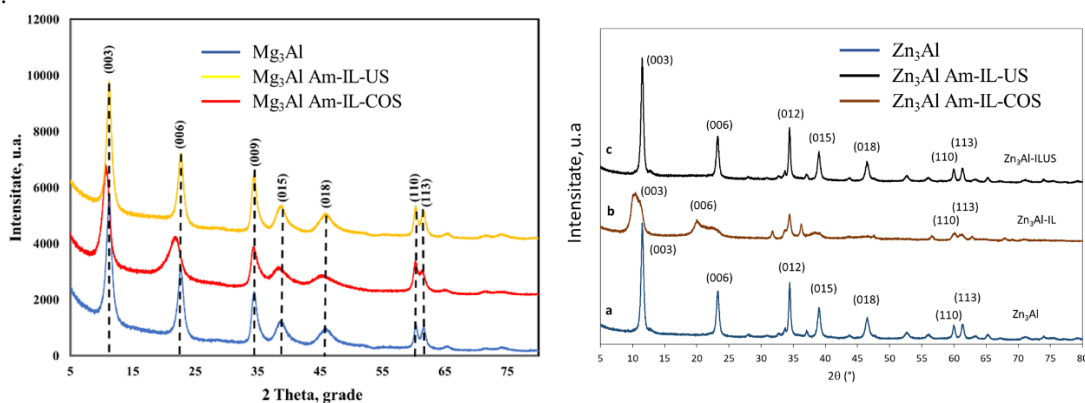 .
12000
10000
8000
6000
4000
2000
0
Intensitate, u.a.
Mg₃Al
Mg₃Al Am-IL-US
Mg₃Al Am-IL-COS
(003)
(006)
(009)
(015)
(018)
(110)
(113)
5 15 25 35 45 55 65 75
2 Theta, grade
Intensitate, u.a
Zn₃Al
Zn₃Al Am-IL-US
Zn₃Al Am-IL-COS
c
(003)
(006)
(012)
(015)
(018)
(110)
(113)
Zn₃Al-ILUS
b
(003)
(006)
(110)
(113)
Zn₃Al-IL
a
(003)
(006)
(012)
(015)
(018)
(110)
(113)
Zn₃Al
5 10 15 20 25 30 35 40 45 50 55 60 65 70 75 80
2θ (°)